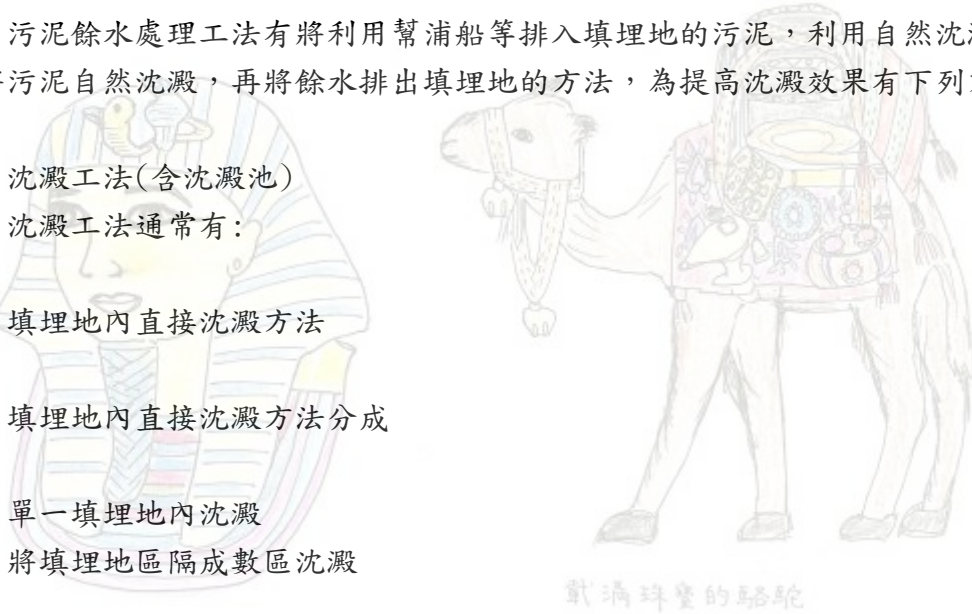 污泥餘水處理工法有將利用幫浦船等排入填埋地的污泥,利用自然沈
污泥自然沈澱,再將餘水排出填埋地的方法,為提高沈澱效果有下列
沈澱工法(含沈澱池)
沈澱工法通常有:
填埋地內直接沈澱方法
填埋地內直接沈澱方法分成
單一填埋地內沈澱
將填埋地區隔成數區沈澱
載滿珠寶的駱駝